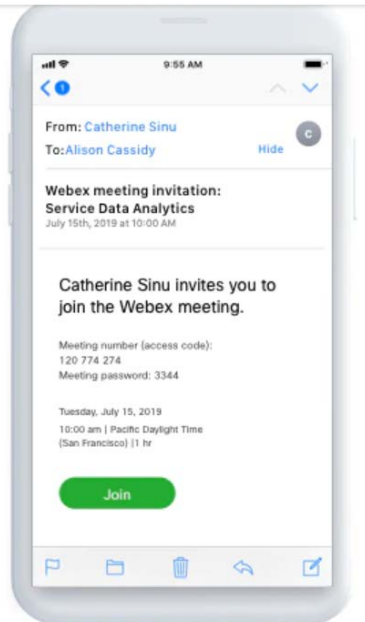 9:55 AM
1
From: Catherine Sinu
C
To:Alison Cassidy
Hide
Webex meeting invitation:
Service Data Analytics
July 15th, 2019 at 10:00 AM
Catherine Sinu invites you to
join the Webex meeting.
Meeting number (access code):
120 774 274
Meeting password: 3344
Tuesday, July 15, 2019
10:00 am | Pacific Daylight Time
(San Francisco) |1 hr
Join